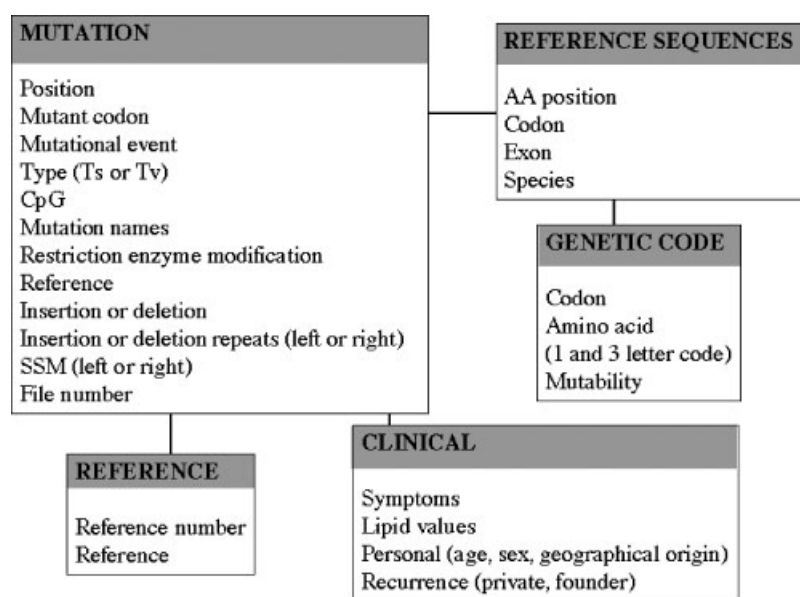 MUTATION
Position
Mutant codon
Mutational event
Type (Ts or Tv)
CpG
Mutation names
Restriction enzyme modification
Reference
Insertion or deletion
Insertion or deletion repeats (left or right)
SSM (left or right)
File number
REFERENCE SEQUENCES
AA position
Codon
Exon
Species
GENETIC CODE
Codon
Amino acid
(1 and 3 letter code)
Mutability
REFERENCE
Reference number
Reference
CLINICAL
Symptoms
Lipid values
Personal (age, sex, geographical origin)
Recurrence (private, founder)